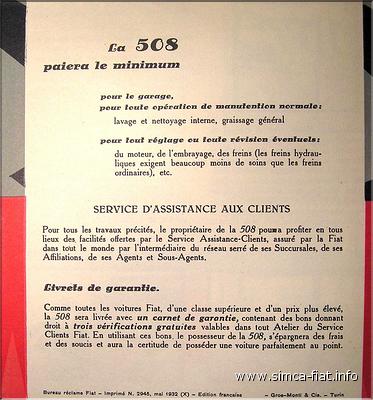 La 508
paiera le minimum
pour le garage,
pour toute opération de manutention normale:
lavage et nettoyage interne, graissage général
pour tout réglage ou toute révision éventuels:
du moteur, de l'embrayage, des freins (les freins hydrau-
liques exigent beaucoup moins de soins que les freins
ordinaires), etc.
SERVICE D'ASSISTANCE AUX CLIENTS
Pour tous les travaux précités, le propriétaire de la 508 pourra profiter en tous
lieux des facilités offertes par le Service Assistance-Clients, assuré par la Fiat
dans tout le monde par l'intermédiaire du réseau serré de ses Succursales, de ses
Affiliations, de ses Agents et Sous-Agents.
Livrets de garantie.
Comme toutes les voitures Fiat, d'une classe supérieure et d'un prix plus élevé,
la 508 sera livrée avec un carnet de garantie, contenant des bons donnant
droit à trois vérifications gratuites valables dans tout Atelier du Service
Clients Fiat. En utilisant ces bons, le possesseur de la 508, s'épargnera des frais
et des soucis et aura la certitude de posséder une voiture parfaitement au point.
Bureau réclame Fiat - Imprimé N. 2945, mai 1932 (X) - Edition française - Gros-Monti & Cie. - Turin
www.simca-fiat.info